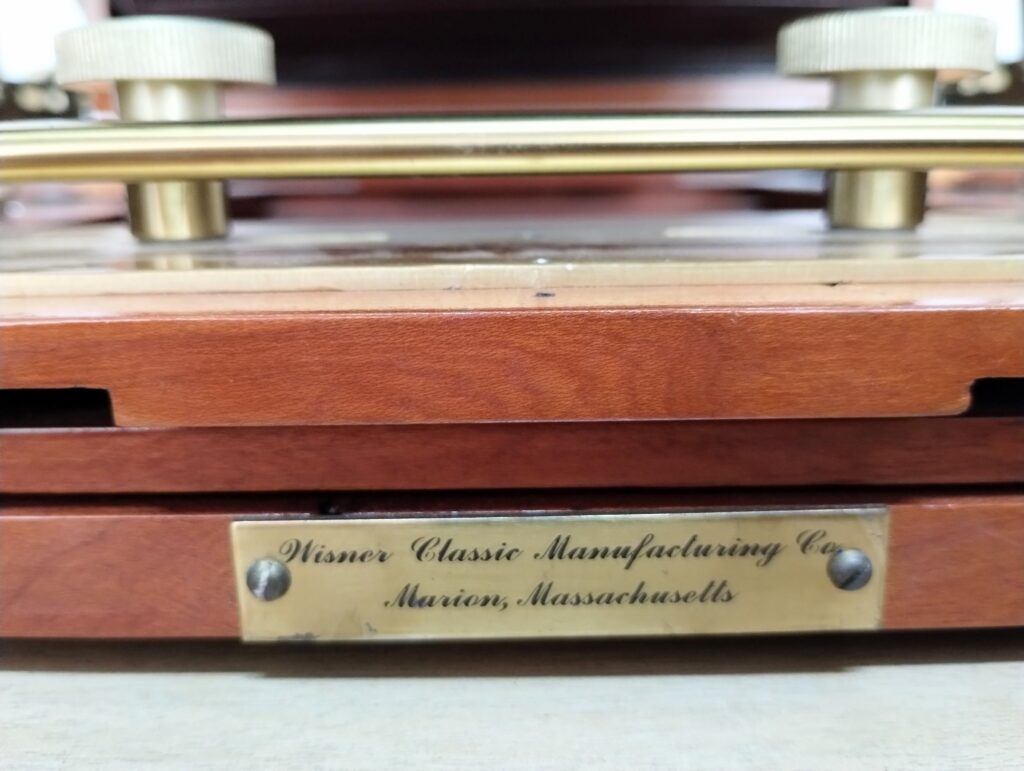 Wisner Classic Manufacturing Co.
Marion, Massachusetts